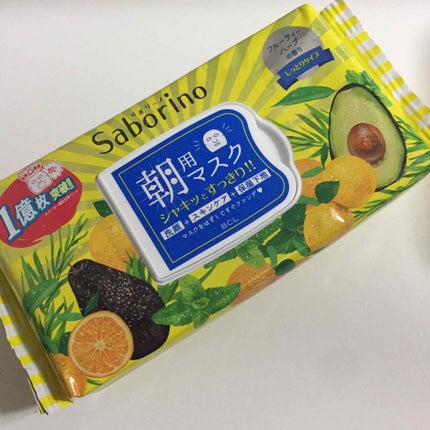 サボリーノ
Saborino
フルーティー
ハーブ
の香り
しっとりタイプ
1億枚突破!!
朝用マスク
シャキッとすっきり!!
洗顔+スキンケア+保湿下地
マスクをはずしてすぐファンデ♥
BCL